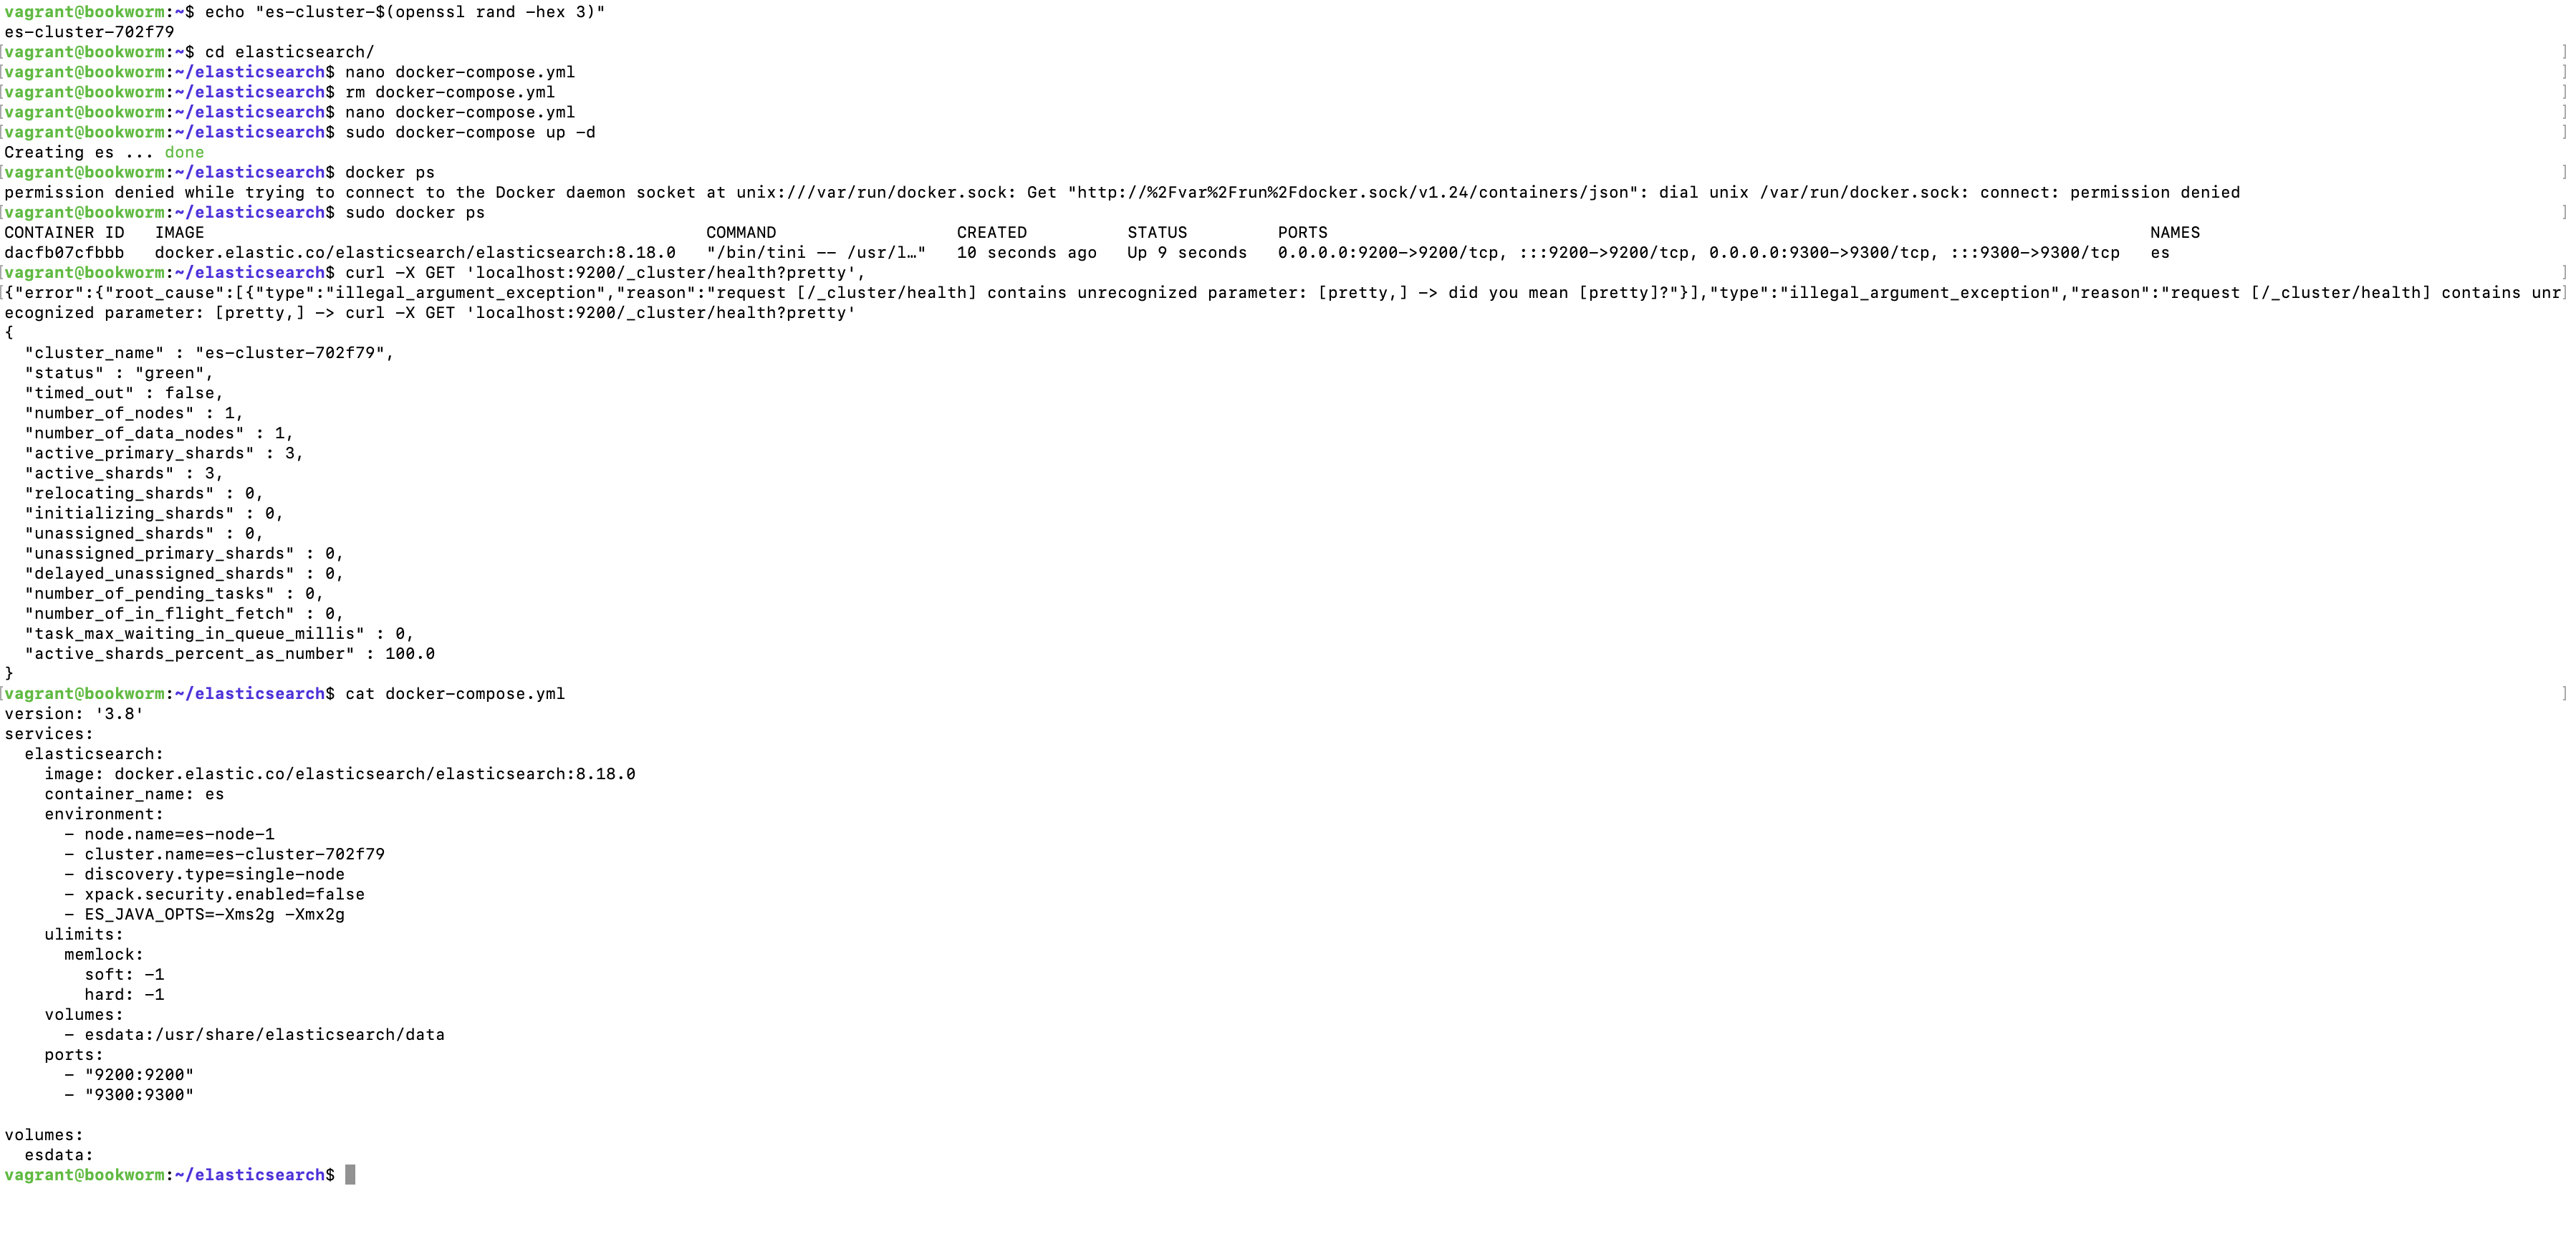 vagrant@bookworm:~$ echo "es-cluster-$(openssl rand -hex 3)"
es-cluster-702f79
[vagrant@bookworm:~$ cd elasticsearch/ ]
[vagrant@bookworm:~/elasticsearch$ nano docker-compose.yml ]
[vagrant@bookworm:~/elasticsearch$ rm docker-compose.yml ]
[vagrant@bookworm:~/elasticsearch$ nano docker-compose.yml ]
[vagrant@bookworm:~/elasticsearch$ sudo docker-compose up -d ]
Creating es ... done
[vagrant@bookworm:~/elasticsearch$ docker ps ]
permission denied while trying to connect to the Docker daemon socket at unix:///var/run/docker.sock: Get "http://%2Fvar%2Frun%2Fdocker.sock/v1.24/containers/json": dial unix /var/run/docker.sock: connect: permission denied
[vagrant@bookworm:~/elasticsearch$ sudo docker ps ]
CONTAINER ID   IMAGE                                                 COMMAND                  CREATED          STATUS         PORTS                                                                                  NAMES
dacfb07cfbbb   docker.elastic.co/elasticsearch/elasticsearch:8.18.0   "/bin/tini -- /usr/l…"   10 seconds ago   Up 9 seconds   0.0.0.0:9200->9200/tcp, :::9200->9200/tcp, 0.0.0.0:9300->9300/tcp, :::9300->9300/tcp   es
[vagrant@bookworm:~/elasticsearch$ curl -X GET 'localhost:9200/_cluster/health?pretty', ]
[{"error":{"root_cause":[{"type":"illegal_argument_exception","reason":"request [/_cluster/health] contains unrecognized parameter: [pretty,] -> did you mean [pretty]?"}],"type":"illegal_argument_exception","reason":"request [/_cluster/health] contains unr]
ecognized parameter: [pretty,] -> curl -X GET 'localhost:9200/_cluster/health?pretty'
{
  "cluster_name" : "es-cluster-702f79",
  "status" : "green",
  "timed_out" : false,
  "number_of_nodes" : 1,
  "number_of_data_nodes" : 1,
  "active_primary_shards" : 3,
  "active_shards" : 3,
  "relocating_shards" : 0,
  "initializing_shards" : 0,
  "unassigned_shards" : 0,
  "unassigned_primary_shards" : 0,
  "delayed_unassigned_shards" : 0,
  "number_of_pending_tasks" : 0,
  "number_of_in_flight_fetch" : 0,
  "task_max_waiting_in_queue_millis" : 0,
  "active_shards_percent_as_number" : 100.0
}
[vagrant@bookworm:~/elasticsearch$ cat docker-compose.yml ]
version: '3.8'
services:
  elasticsearch:
    image: docker.elastic.co/elasticsearch/elasticsearch:8.18.0
    container_name: es
    environment:
      - node.name=es-node-1
      - cluster.name=es-cluster-702f79
      - discovery.type=single-node
      - xpack.security.enabled=false
      - ES_JAVA_OPTS=-Xms2g -Xmx2g
    ulimits:
      memlock:
        soft: -1
        hard: -1
    volumes:
      - esdata:/usr/share/elasticsearch/data
    ports:
      - "9200:9200"
      - "9300:9300"

volumes:
  esdata:
vagrant@bookworm:~/elasticsearch$